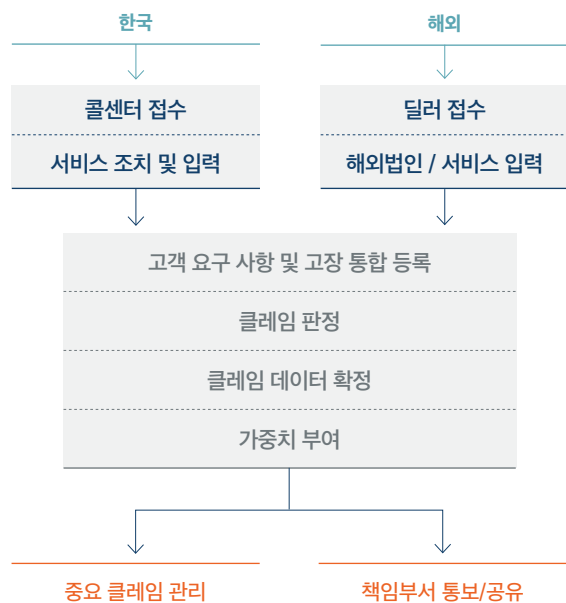 한국
해외
콜센터 접수
딜러 접수
서비스 조치 및 입력
해외법인 / 서비스 입력
고객 요구 사항 및 고장 통합 등록
클레임 판정
클레임 데이터 확정
가중치 부여
중요 클레임 관리
책임부서 통보/공유